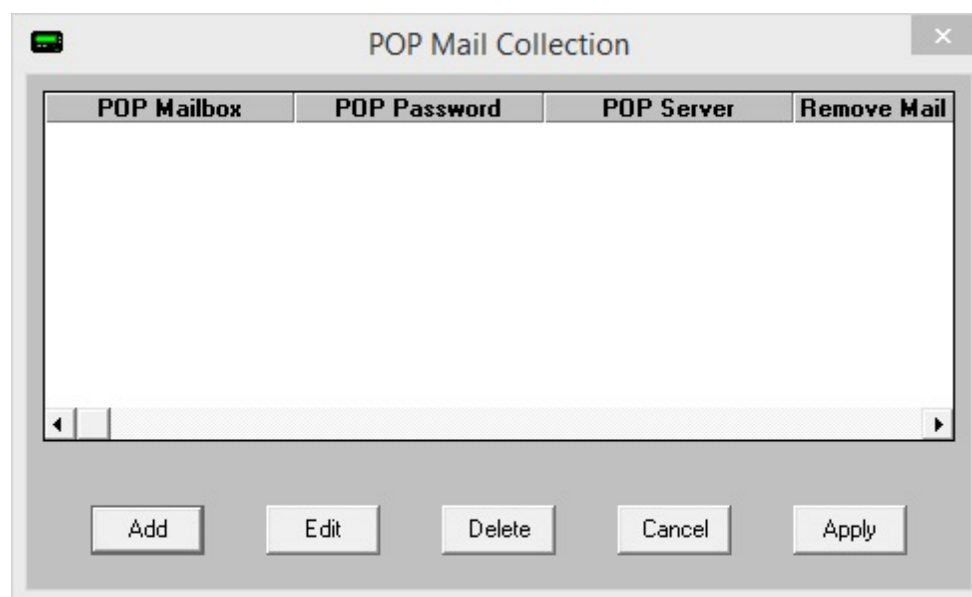 POP Mail Collection
POP Mailbox POP Password POP Server Remove Mail
Add Edit Delete Cancel Apply